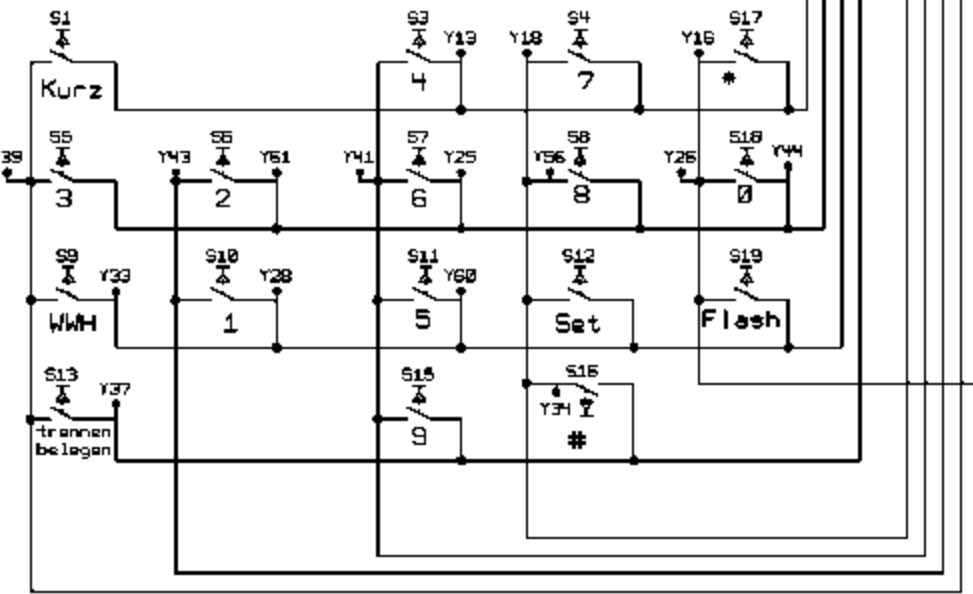 S1 S3 Y13 Y18 S4 Y16 S17
Kurz 4 7 *
39 S5 Y43 S6 Y61 Y41 S7 Y25 Y56 S8 Y26 S18 Y44
3 2 6 8 0
S9 Y33 S10 Y28 S11 Y60 S12 S19
WWH 1 5 Set Flash
S13 Y37 S15 S16
Y34
trennen 9 #
belegen